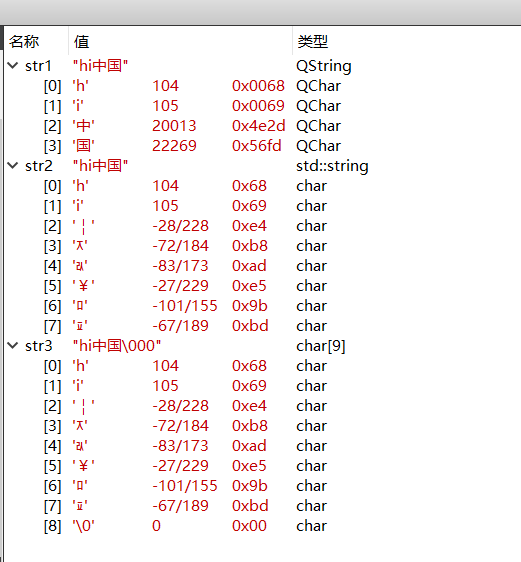 名称 值 类型
str1 "hi中国" QString
[0] 'h' 104 0x0068 QChar
[1] 'i' 105 0x0069 QChar
[2] '中' 20013 0x4e2d QChar
[3] '国' 22269 0x56fd QChar
str2 "hi中国" std::string
[0] 'h' 104 0x68 char
[1] 'i' 105 0x69 char
[2] '¦' -28/228 0xe4 char
[3] 'ﾸ' -72/184 0xb8 char
[4] 'ﾭ' -83/173 0xad char
[5] '¥' -27/229 0xe5 char
[6] 'ﾛ' -101/155 0x9b char
[7] 'ﾽ' -67/189 0xbd char
str3 "hi中国\000" char[9]
[0] 'h' 104 0x68 char
[1] 'i' 105 0x69 char
[2] '¦' -28/228 0xe4 char
[3] 'ﾸ' -72/184 0xb8 char
[4] 'ﾭ' -83/173 0xad char
[5] '¥' -27/229 0xe5 char
[6] 'ﾛ' -101/155 0x9b char
[7] 'ﾽ' -67/189 0xbd char
[8] '\0' 0 0x00 char